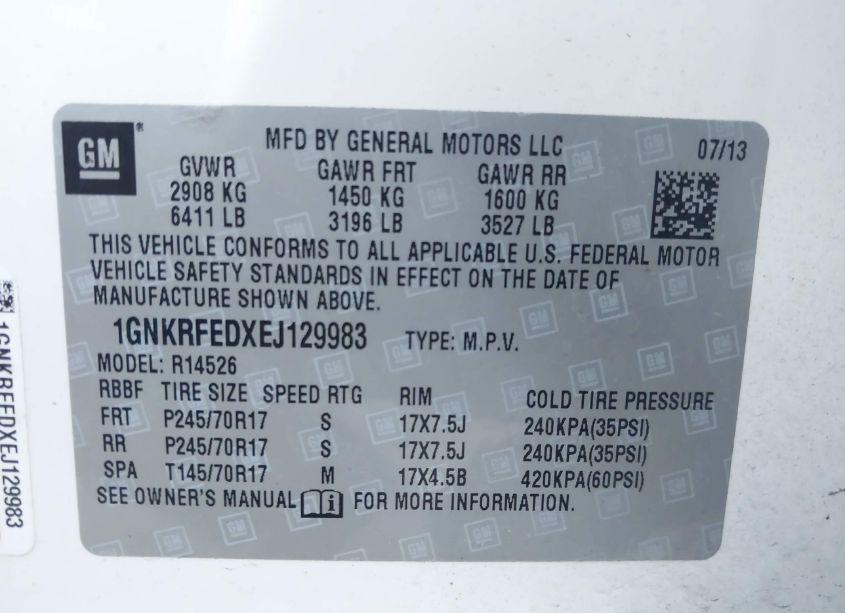 GM
MFD BY GENERAL MOTORS LLC 07/13
GVWR GAWR FRT GAWR RR
2908 KG 1450 KG 1600 KG
6411 LB 3196 LB 3527 LB
THIS VEHICLE CONFORMS TO ALL APPLICABLE U.S. FEDERAL MOTOR
VEHICLE SAFETY STANDARDS IN EFFECT ON THE DATE OF
MANUFACTURE SHOWN ABOVE.
1GNKRFEDXEJ129983 TYPE: M.P.V.
MODEL: R14526
RBBF TIRE SIZE SPEED RTG RIM COLD TIRE PRESSURE
FRT P245/70R17 S 17X7.5J 240KPA(35PSI)
RR P245/70R17 S 17X7.5J 240KPA(35PSI)
SPA T145/70R17 M 17X4.5B 420KPA(60PSI)
SEE OWNER'S MANUAL i FOR MORE INFORMATION.
1GNKRFEDXEJ129983